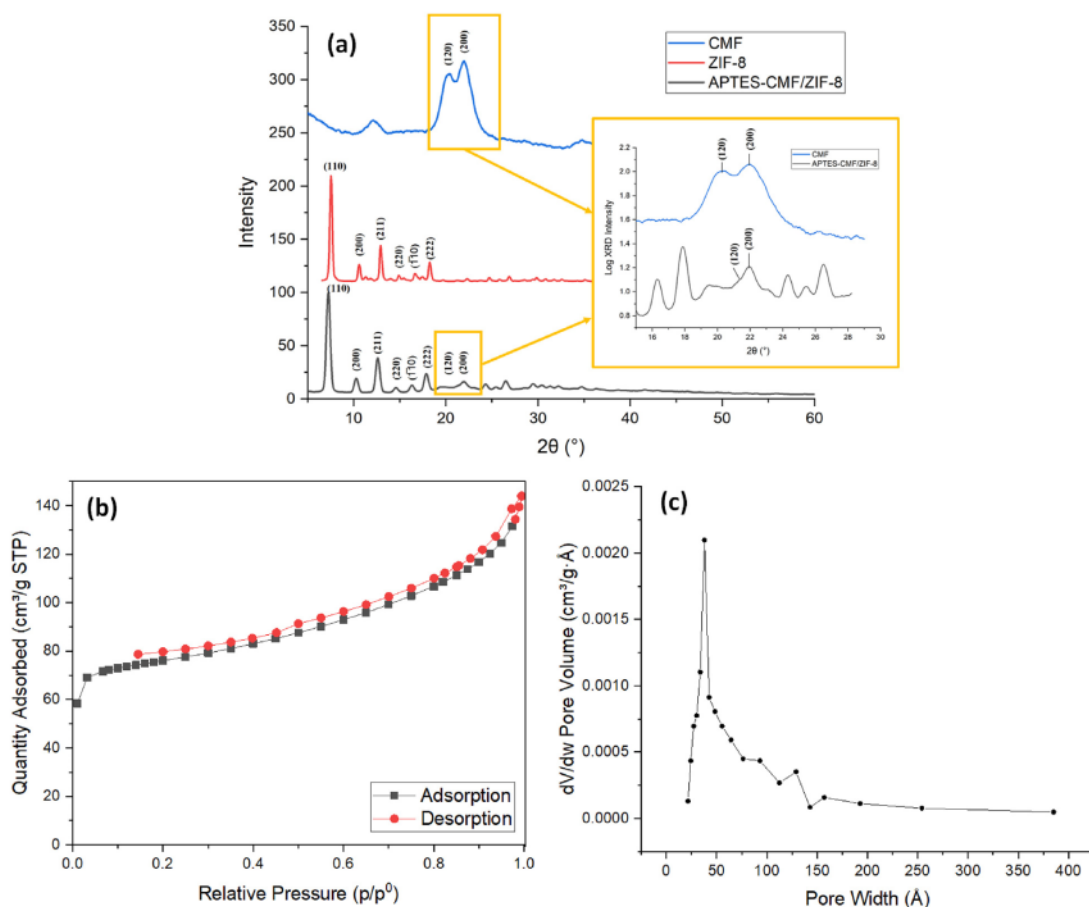 (a)
CMF
ZIF-8
APTES-CMF/ZIF-8
350
300
250
200
150
100
50
0
Intensity
(120)
(200)
(110)
(200)
(211)
(220)
(222)
(110)
(200)
(211)
(220)
(222)
(120)
(200)
10
20
30
40
50
60
2θ (°)
CMF
APTES-CMF/ZIF-8
2.4
2.2
2.0
1.8
1.6
1.4
1.2
1.0
0.8
Log XRD Intensity
(120)
(200)
(120)
(200)
15 16 18 20 22 24 26 28 30
2θ (°)
(b)
140
120
100
80
60
40
20
0
Quantity Adsorbed (cm³/g STP)
Adsorption
Desorption
0.0 0.2 0.4 0.6 0.8 1.0
Relative Pressure (p/p⁰)
(c)
0.0025
0.0020
0.0015
0.0010
0.0005
0.0000
dV/dw Pore Volume (cm³/g·Å)
0 50 100 150 200 250 300 350 400
Pore Width (Å)